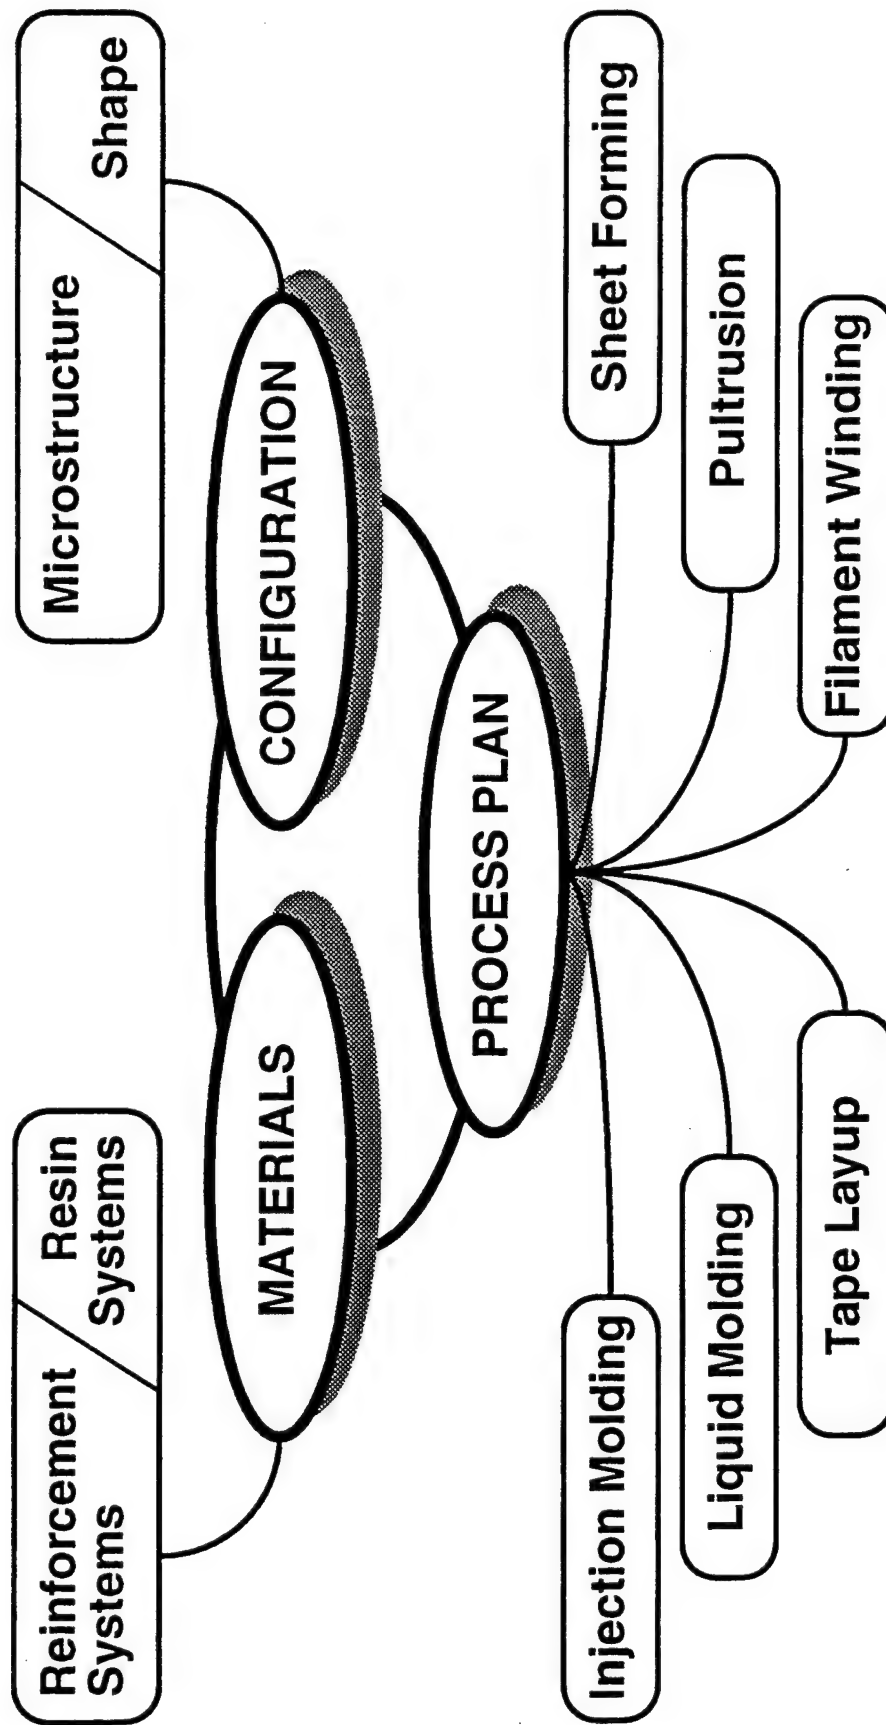 Reinforcement
Systems
Resin
Systems
Microstructure
Shape
MATERIALS
CONFIGURATION
PROCESS PLAN
Injection Molding
Sheet Forming
Liquid Molding
Pultrusion
Tape Layup
Filament Winding